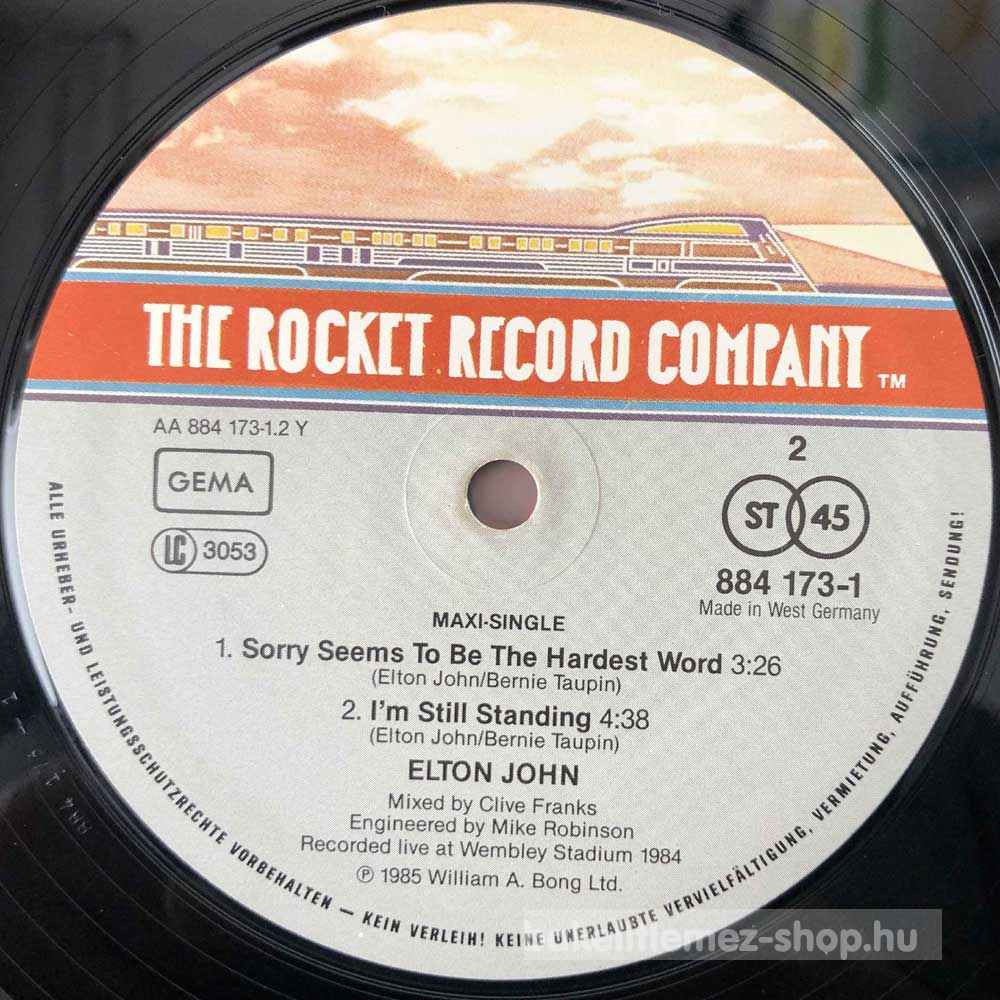 THE ROCKET RECORD COMPANY TM
AA 884 173-1.2 Y
GEMA
LC 3053
2
ST 45
884 173-1
Made in West Germany
MAXI-SINGLE
1. Sorry Seems To Be The Hardest Word 3:26
(Elton John/Bernie Taupin)
2. I'm Still Standing 4:38
(Elton John/Bernie Taupin)
ELTON JOHN
Mixed by Clive Franks
Engineered by Mike Robinson
Recorded live at Wembley Stadium 1984
℗ 1985 William A. Bong Ltd.
ALLE URHEBER- UND LEISTUNGSSCHUTZRECHTE VORBEHALTEN — KEIN VERLEIH! KEINE UNERLAUBTE VERVIELFÄLTIGUNG, VERMIETUNG, AUFFÜHRUNG, SENDUNG!